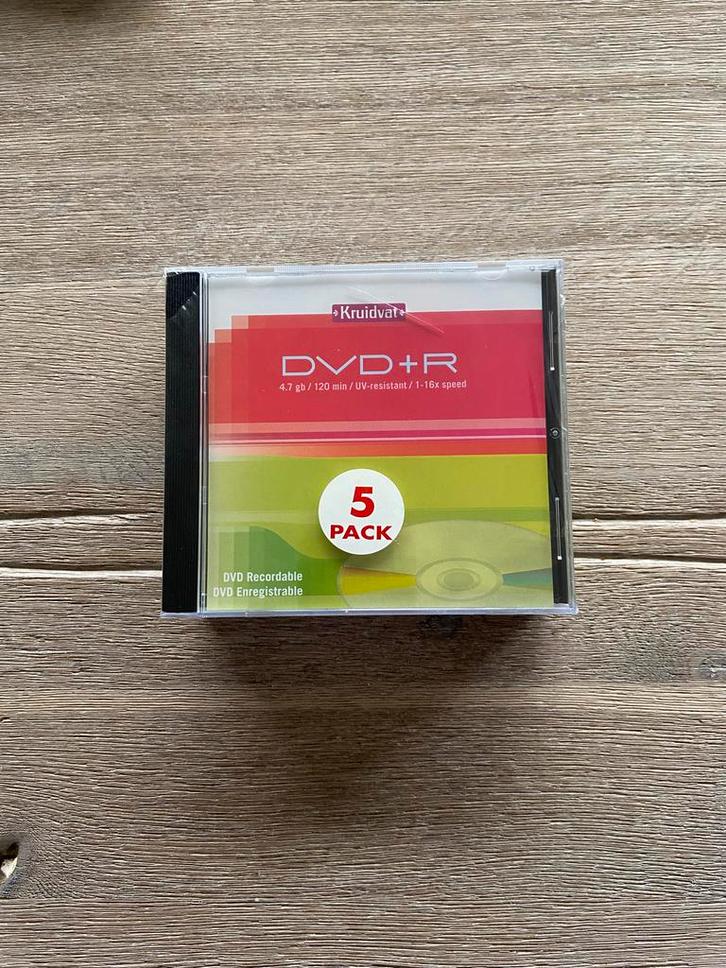 Kruidvat
DVD+R
4.7 gb / 120 min / UV-resistant / 1-16x speed
5
PACK
DVD Recordable
DVD Enregistrable